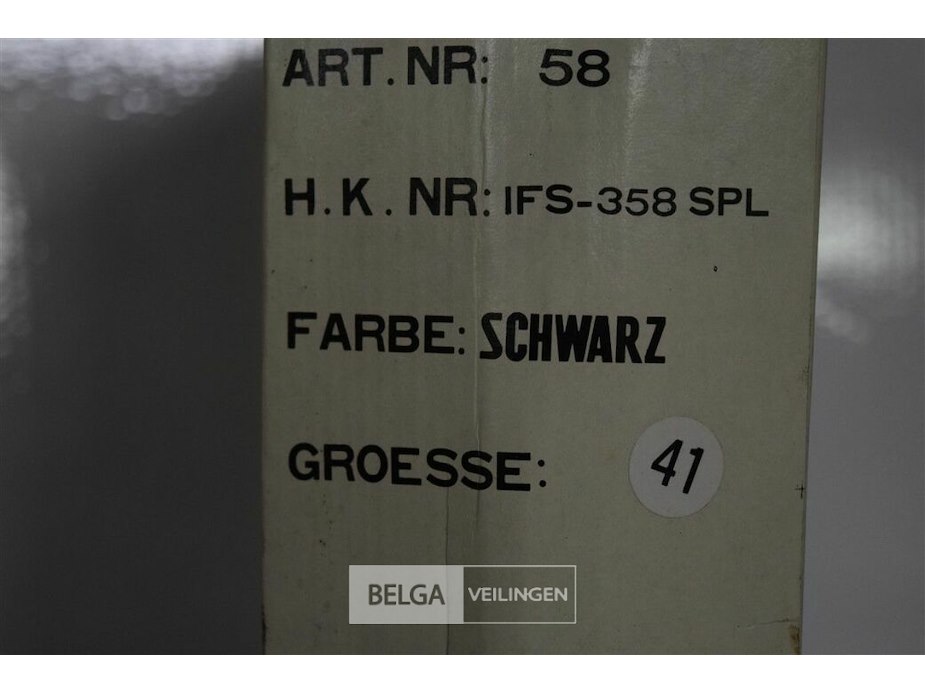 ART.NR: 58
H.K. NR: IFS-358 SPL
FARBE: SCHWARZ
GROESSE: 41
BELGA VEILINGEN